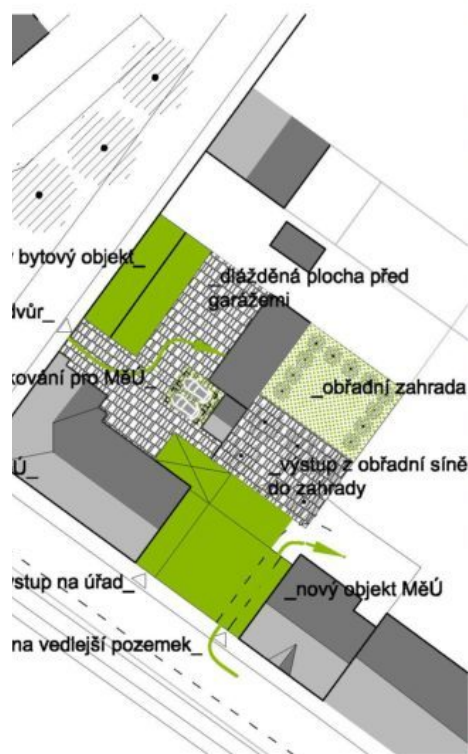 bytový objekt_
_dlážděná plocha před
garážemi
dvůr_
kování pro MěÚ_
_obřadní zahrada
_výstup z obřadní síně
do zahrady
Ú_
stup na úřad_
_nový objekt MěÚ
na vedlejší pozemek_